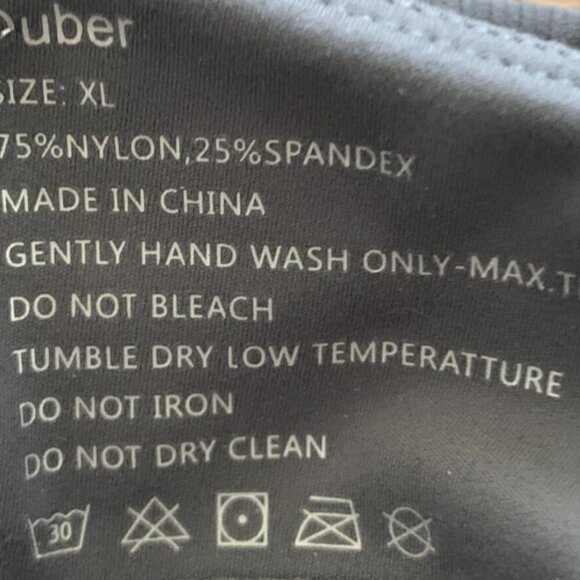 uber
SIZE: XL
75%NYLON,25%SPANDEX
MADE IN CHINA
GENTLY HAND WASH ONLY-MAX.T
DO NOT BLEACH
TUMBLE DRY LOW TEMPERATTURE
DO NOT IRON
DO NOT DRY CLEAN
30